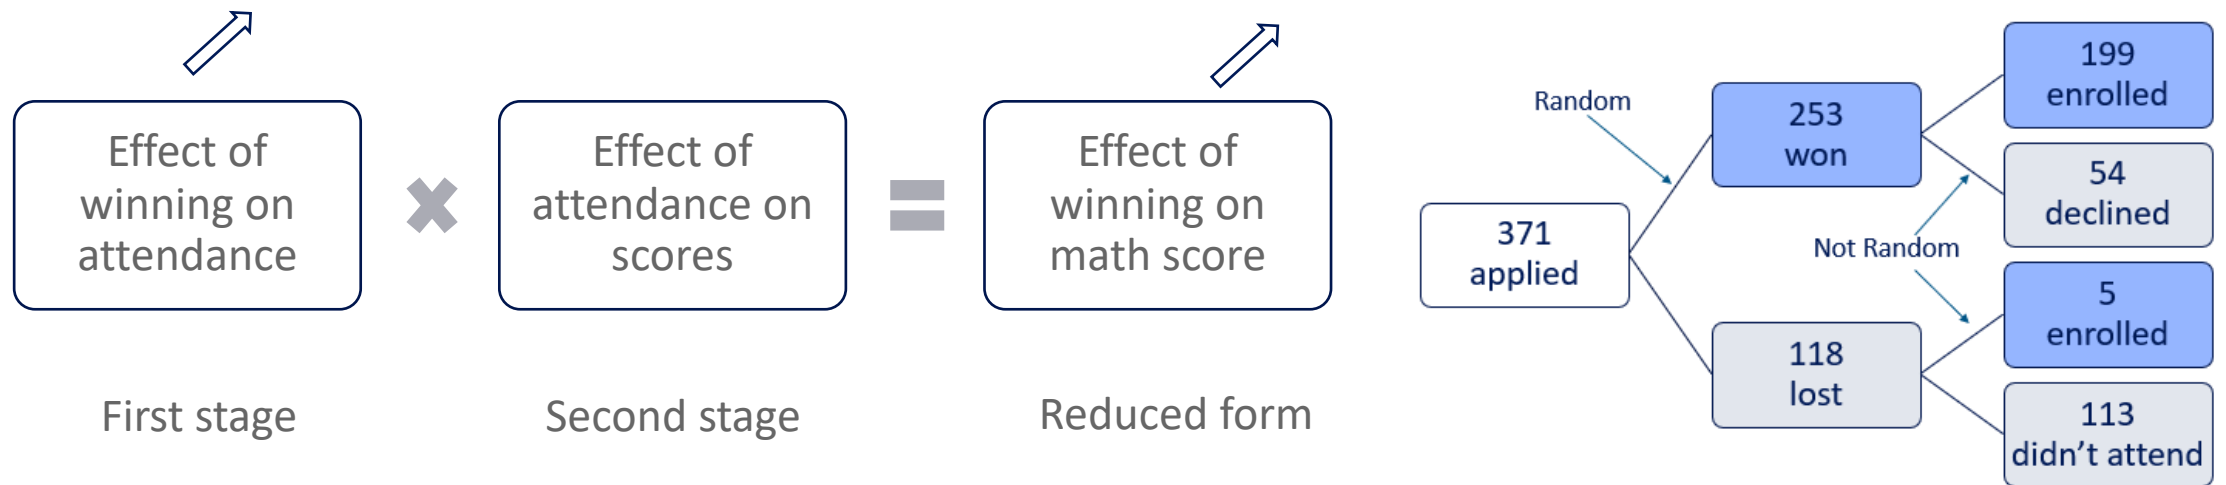 Effect of
winning on
attendance
Effect of
attendance on
scores
Effect of
winning on
math score
First stage
Second stage
Reduced form
371
applied
Random
253
won
118
lost
Not Random
199
enrolled
54
declined
5
enrolled
113
didn't attend